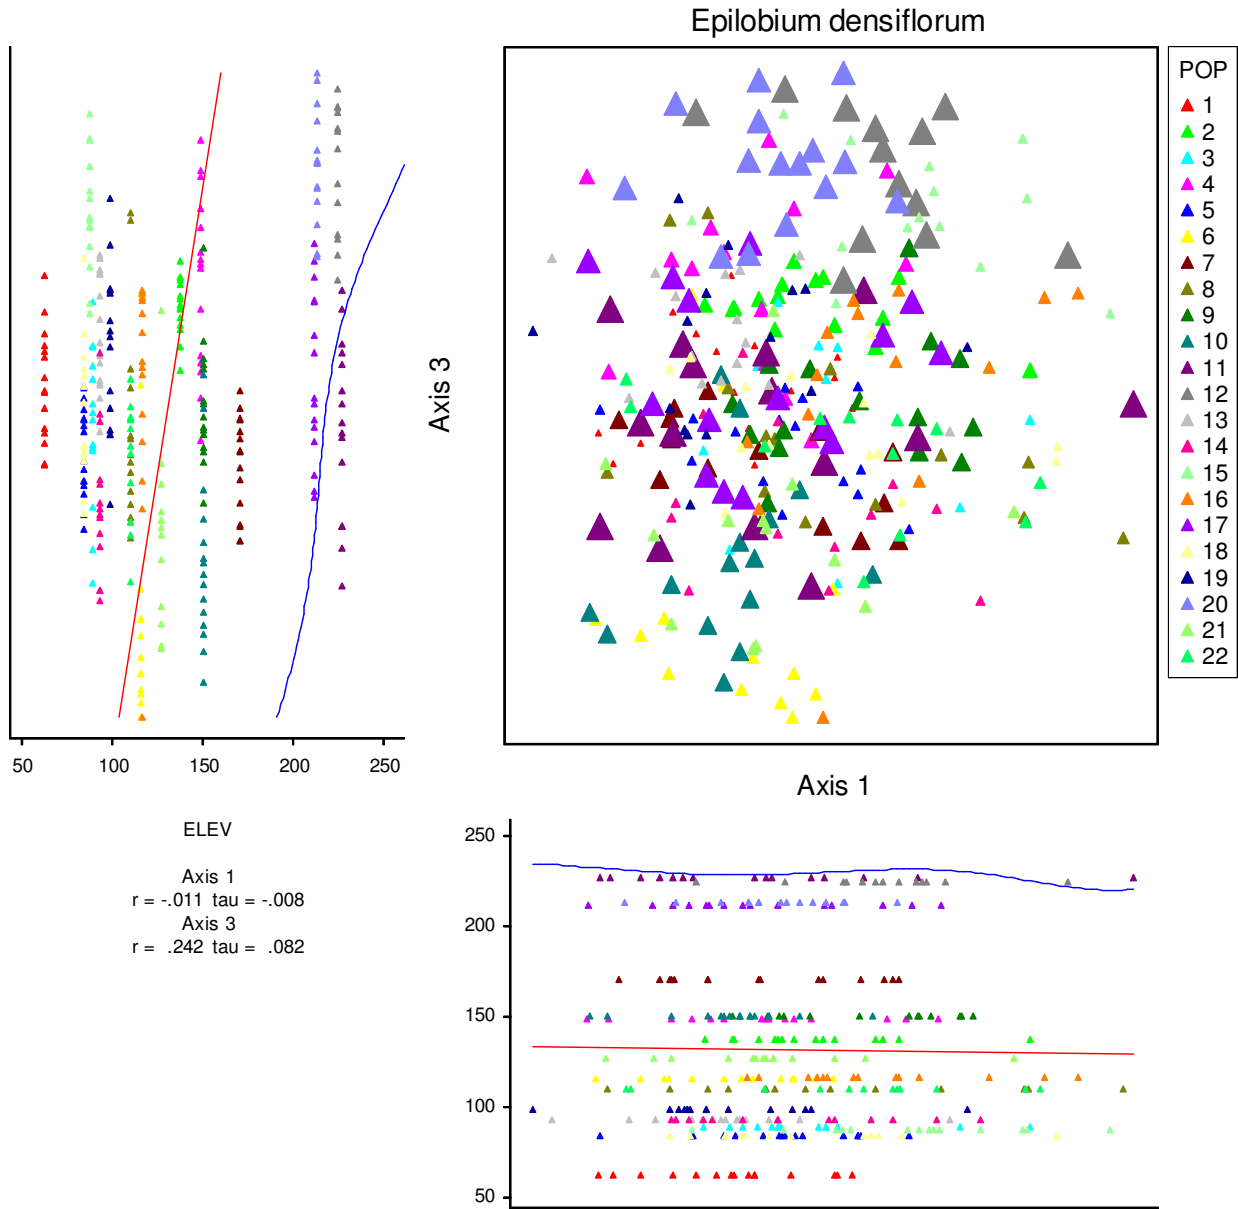 Epilobium densiflorum
POP
1
2
3
4
5
6
7
8
9
10
11
12
13
14
15
16
17
18
19
20
21
22
Axis 3
50 100 150 200 250
Axis 1
ELEV
Axis 1
r = -.011 tau = -.008
Axis 3
r = .242 tau = .082
250
200
150
100
50